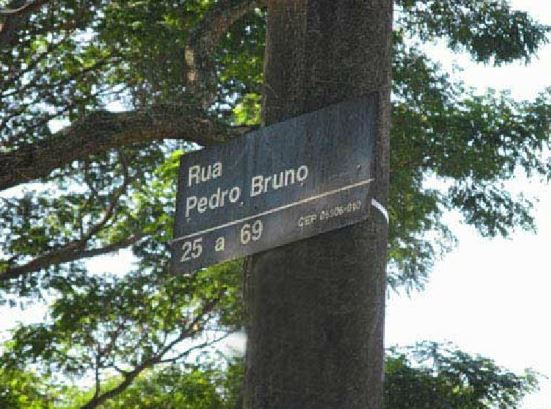 Rua
Pedro Bruno
25 a 69
CEP